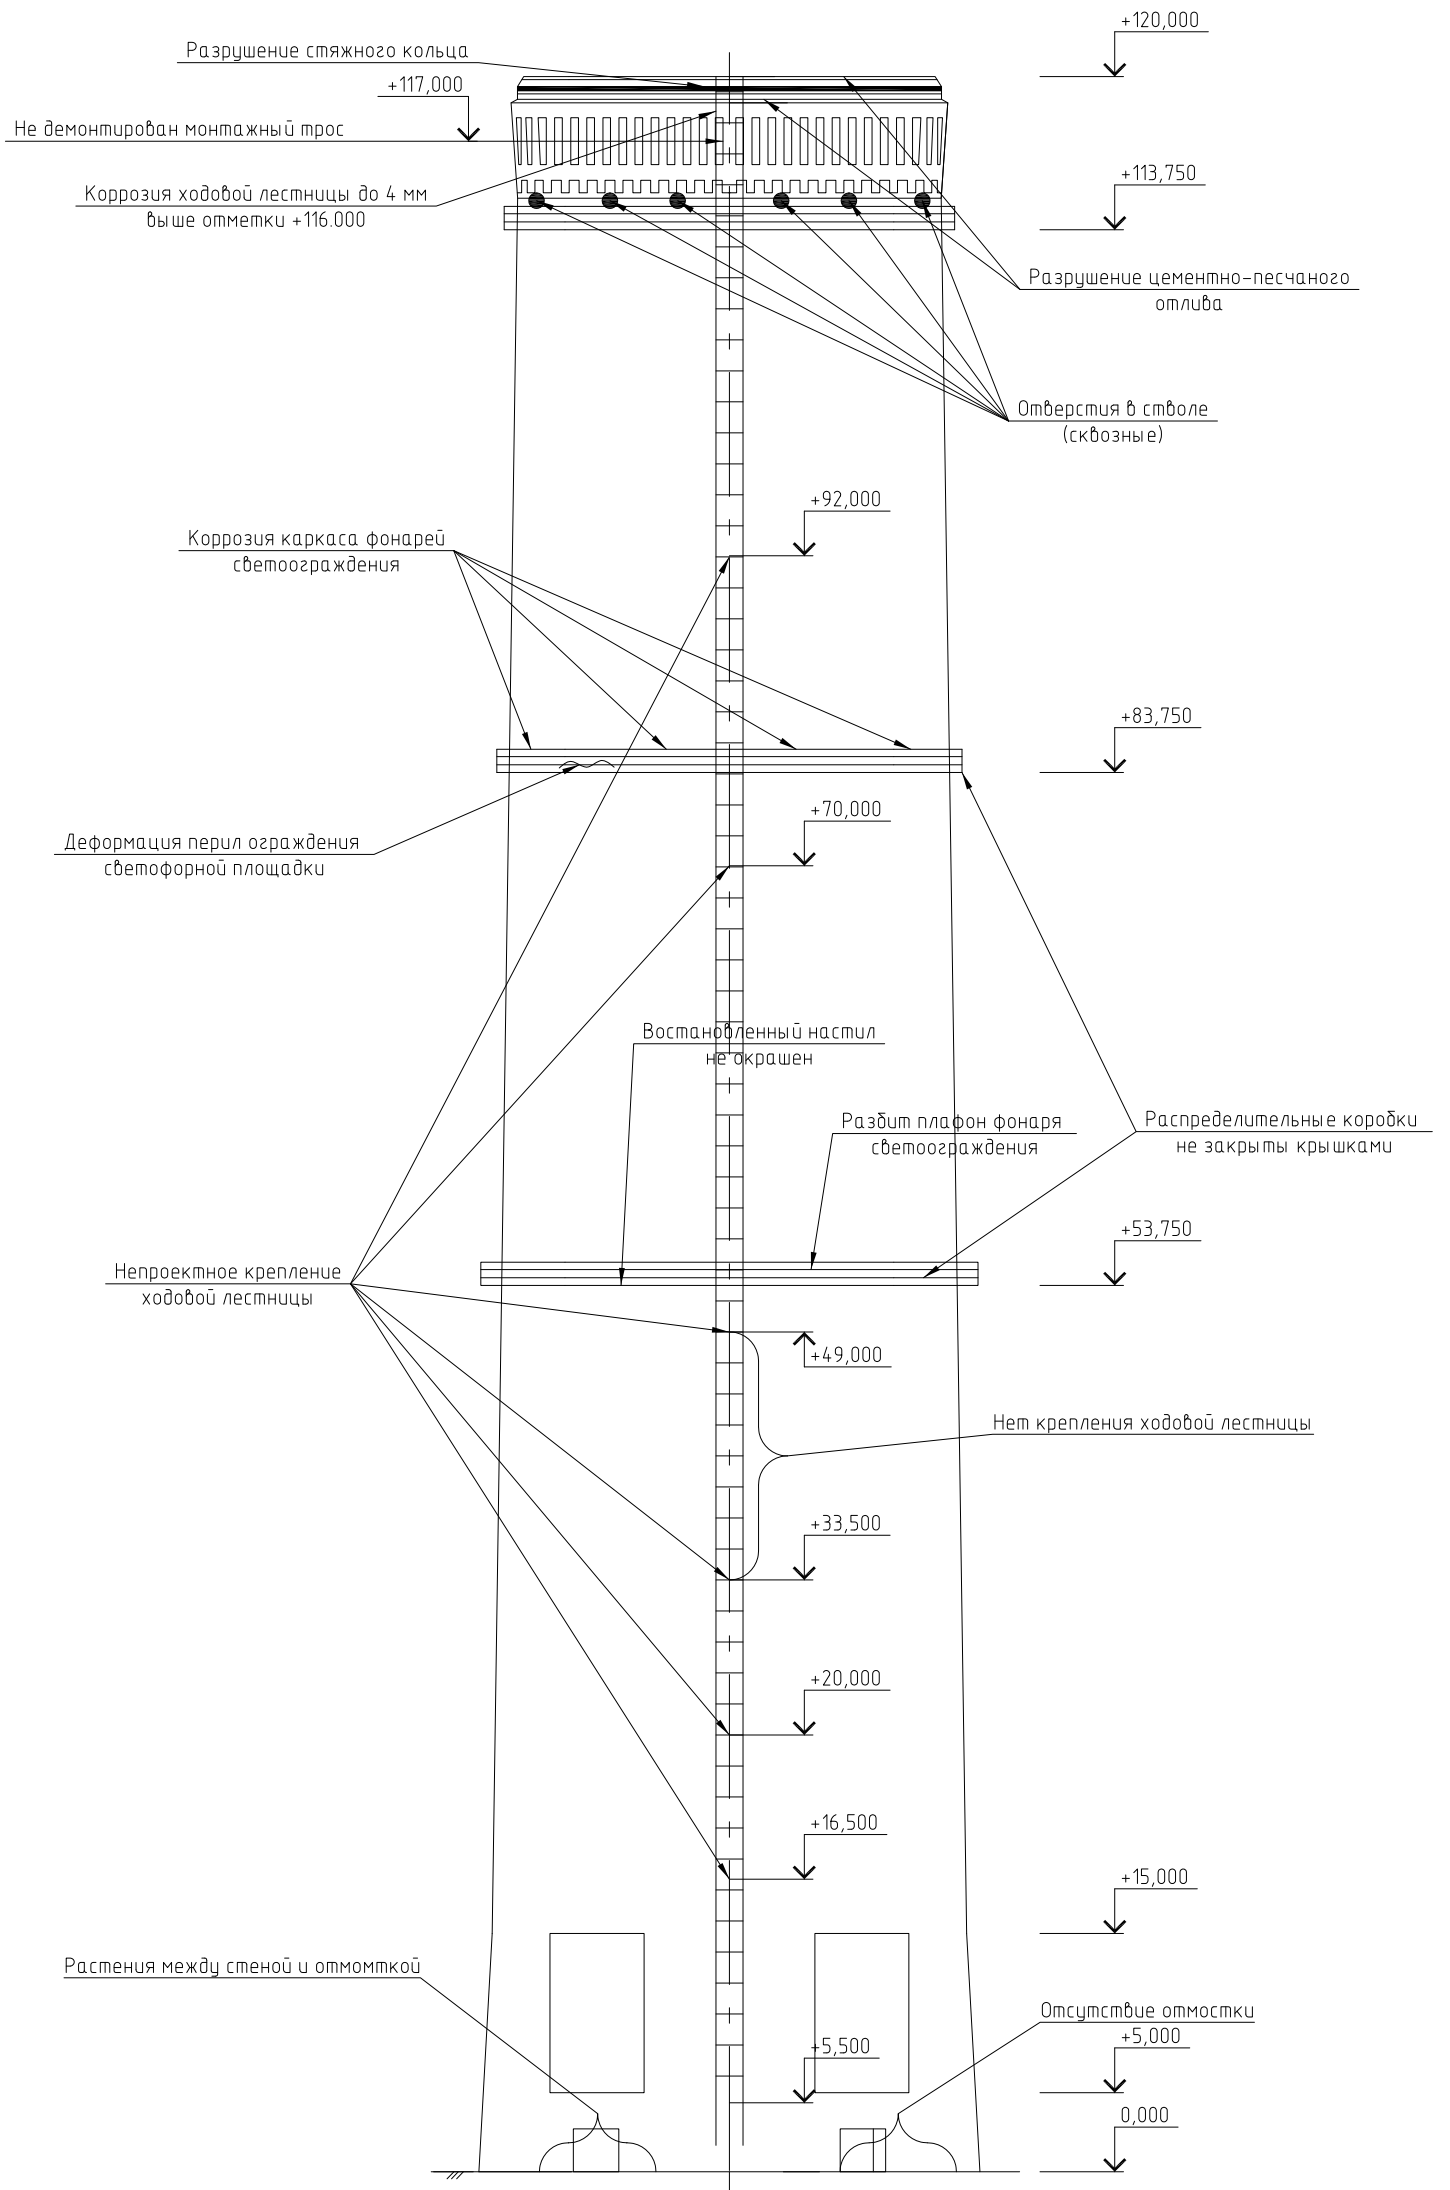 +120,000
Разрушение стяжного кольца
+117,000
Не демонтирован монтажный трос
+113,750
Коррозия ходовой лестницы до 4 мм
выше отметки +116.000
Разрушение цементно-песчаного
отлива
Отверстия в стволе
(сквозные)
+92,000
Коррозия каркаса фонарей
светоограждения
+83,750
+70,000
Деформация перил ограждения
светофорной площадки
Востановленный настил
не окрашен
Разбит плафон фонаря
светоограждения
Распределительные коробки
не закрыты крышками
+53,750
Непроектное крепление
ходовой лестницы
+49,000
Нет крепления ходовой лестницы
+33,500
+20,000
+16,500
+15,000
Растения между стеной и отмомткой
Отсутствие отмостки
+5,000
+5,500
0,000